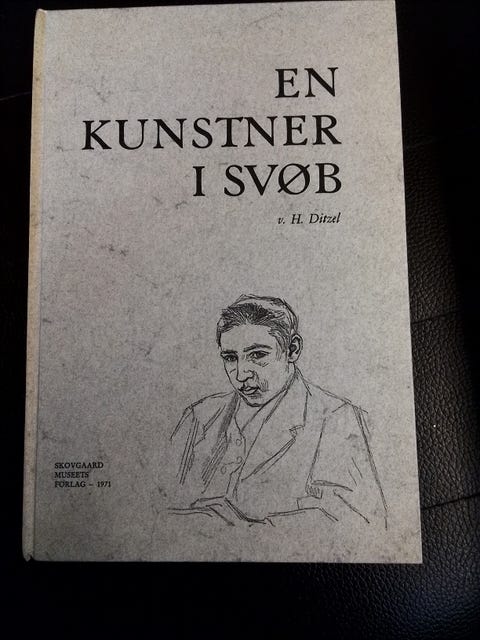 EN
KUNSTNER
I SVØB
v. H. Ditzel
SKOVGAARD
MUSEETS
FORLAG – 1971